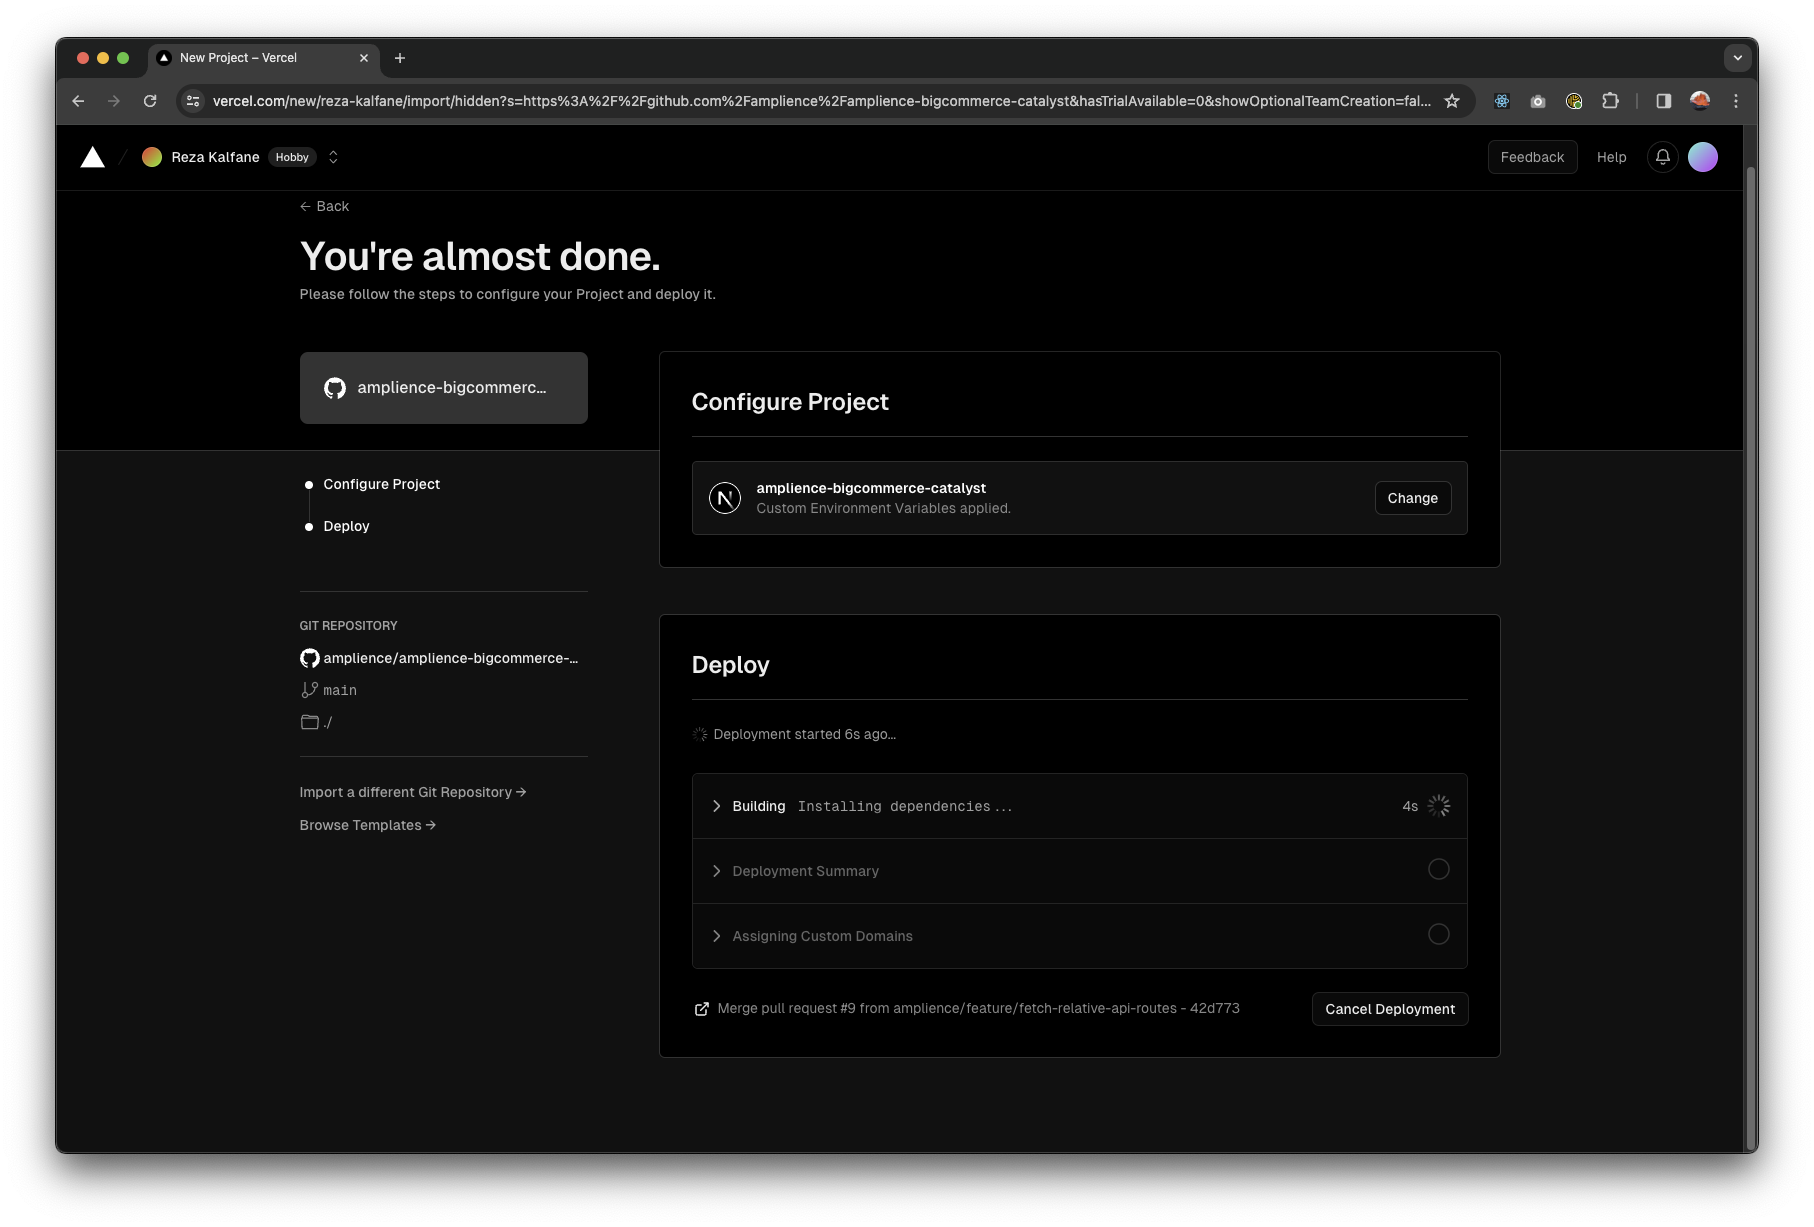 New Project – Vercel
vercel.com/new/reza-kalfane/import/hidden?s=https%3A%2F%2Fgithub.com%2Famplience%2Famplience-bigcommerce-catalyst&hasTrialAvailable=0&showOptionalTeamCreation=fal...
Reza Kalfane Hobby
Feedback Help
← Back
You're almost done.
Please follow the steps to configure your Project and deploy it.
amplience-bigcommerc...
Configure Project
Deploy
GIT REPOSITORY
amplience/amplience-bigcommerce-...
main
./
Import a different Git Repository →
Browse Templates →
Configure Project
amplience-bigcommerce-catalyst
Custom Environment Variables applied.
Change
Deploy
Deployment started 6s ago...
Building Installing dependencies... 4s
Deployment Summary
Assigning Custom Domains
Merge pull request #9 from amplience/feature/fetch-relative-api-routes - 42d773
Cancel Deployment